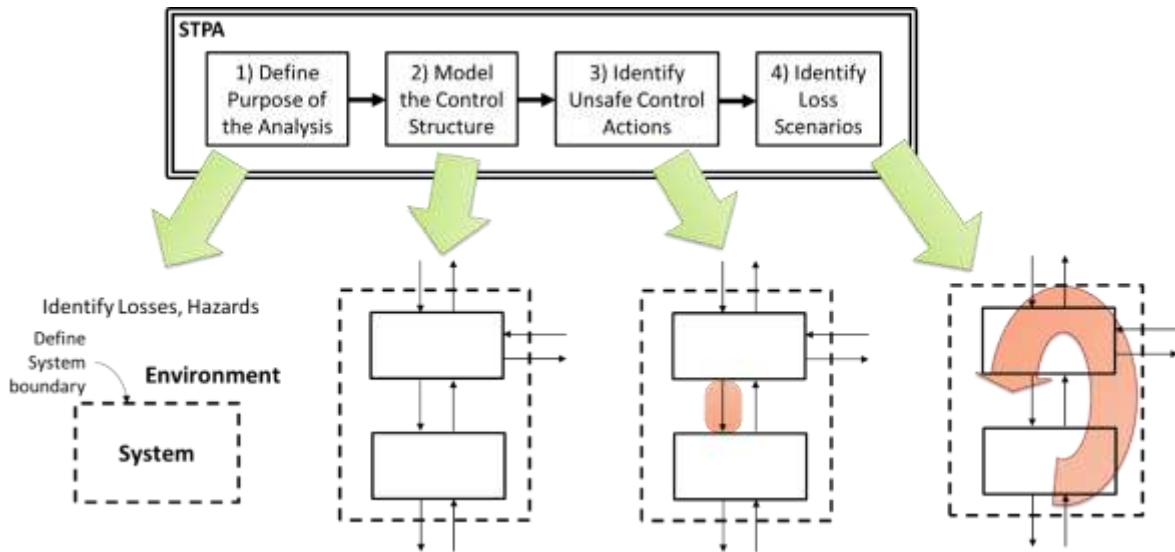 STPA
1) Define
Purpose of
the Analysis
2) Model
the Control
Structure
3) Identify
Unsafe Control
Actions
4) Identify
Loss
Scenarios
Identify Losses, Hazards
Define
System
boundary
Environment
System